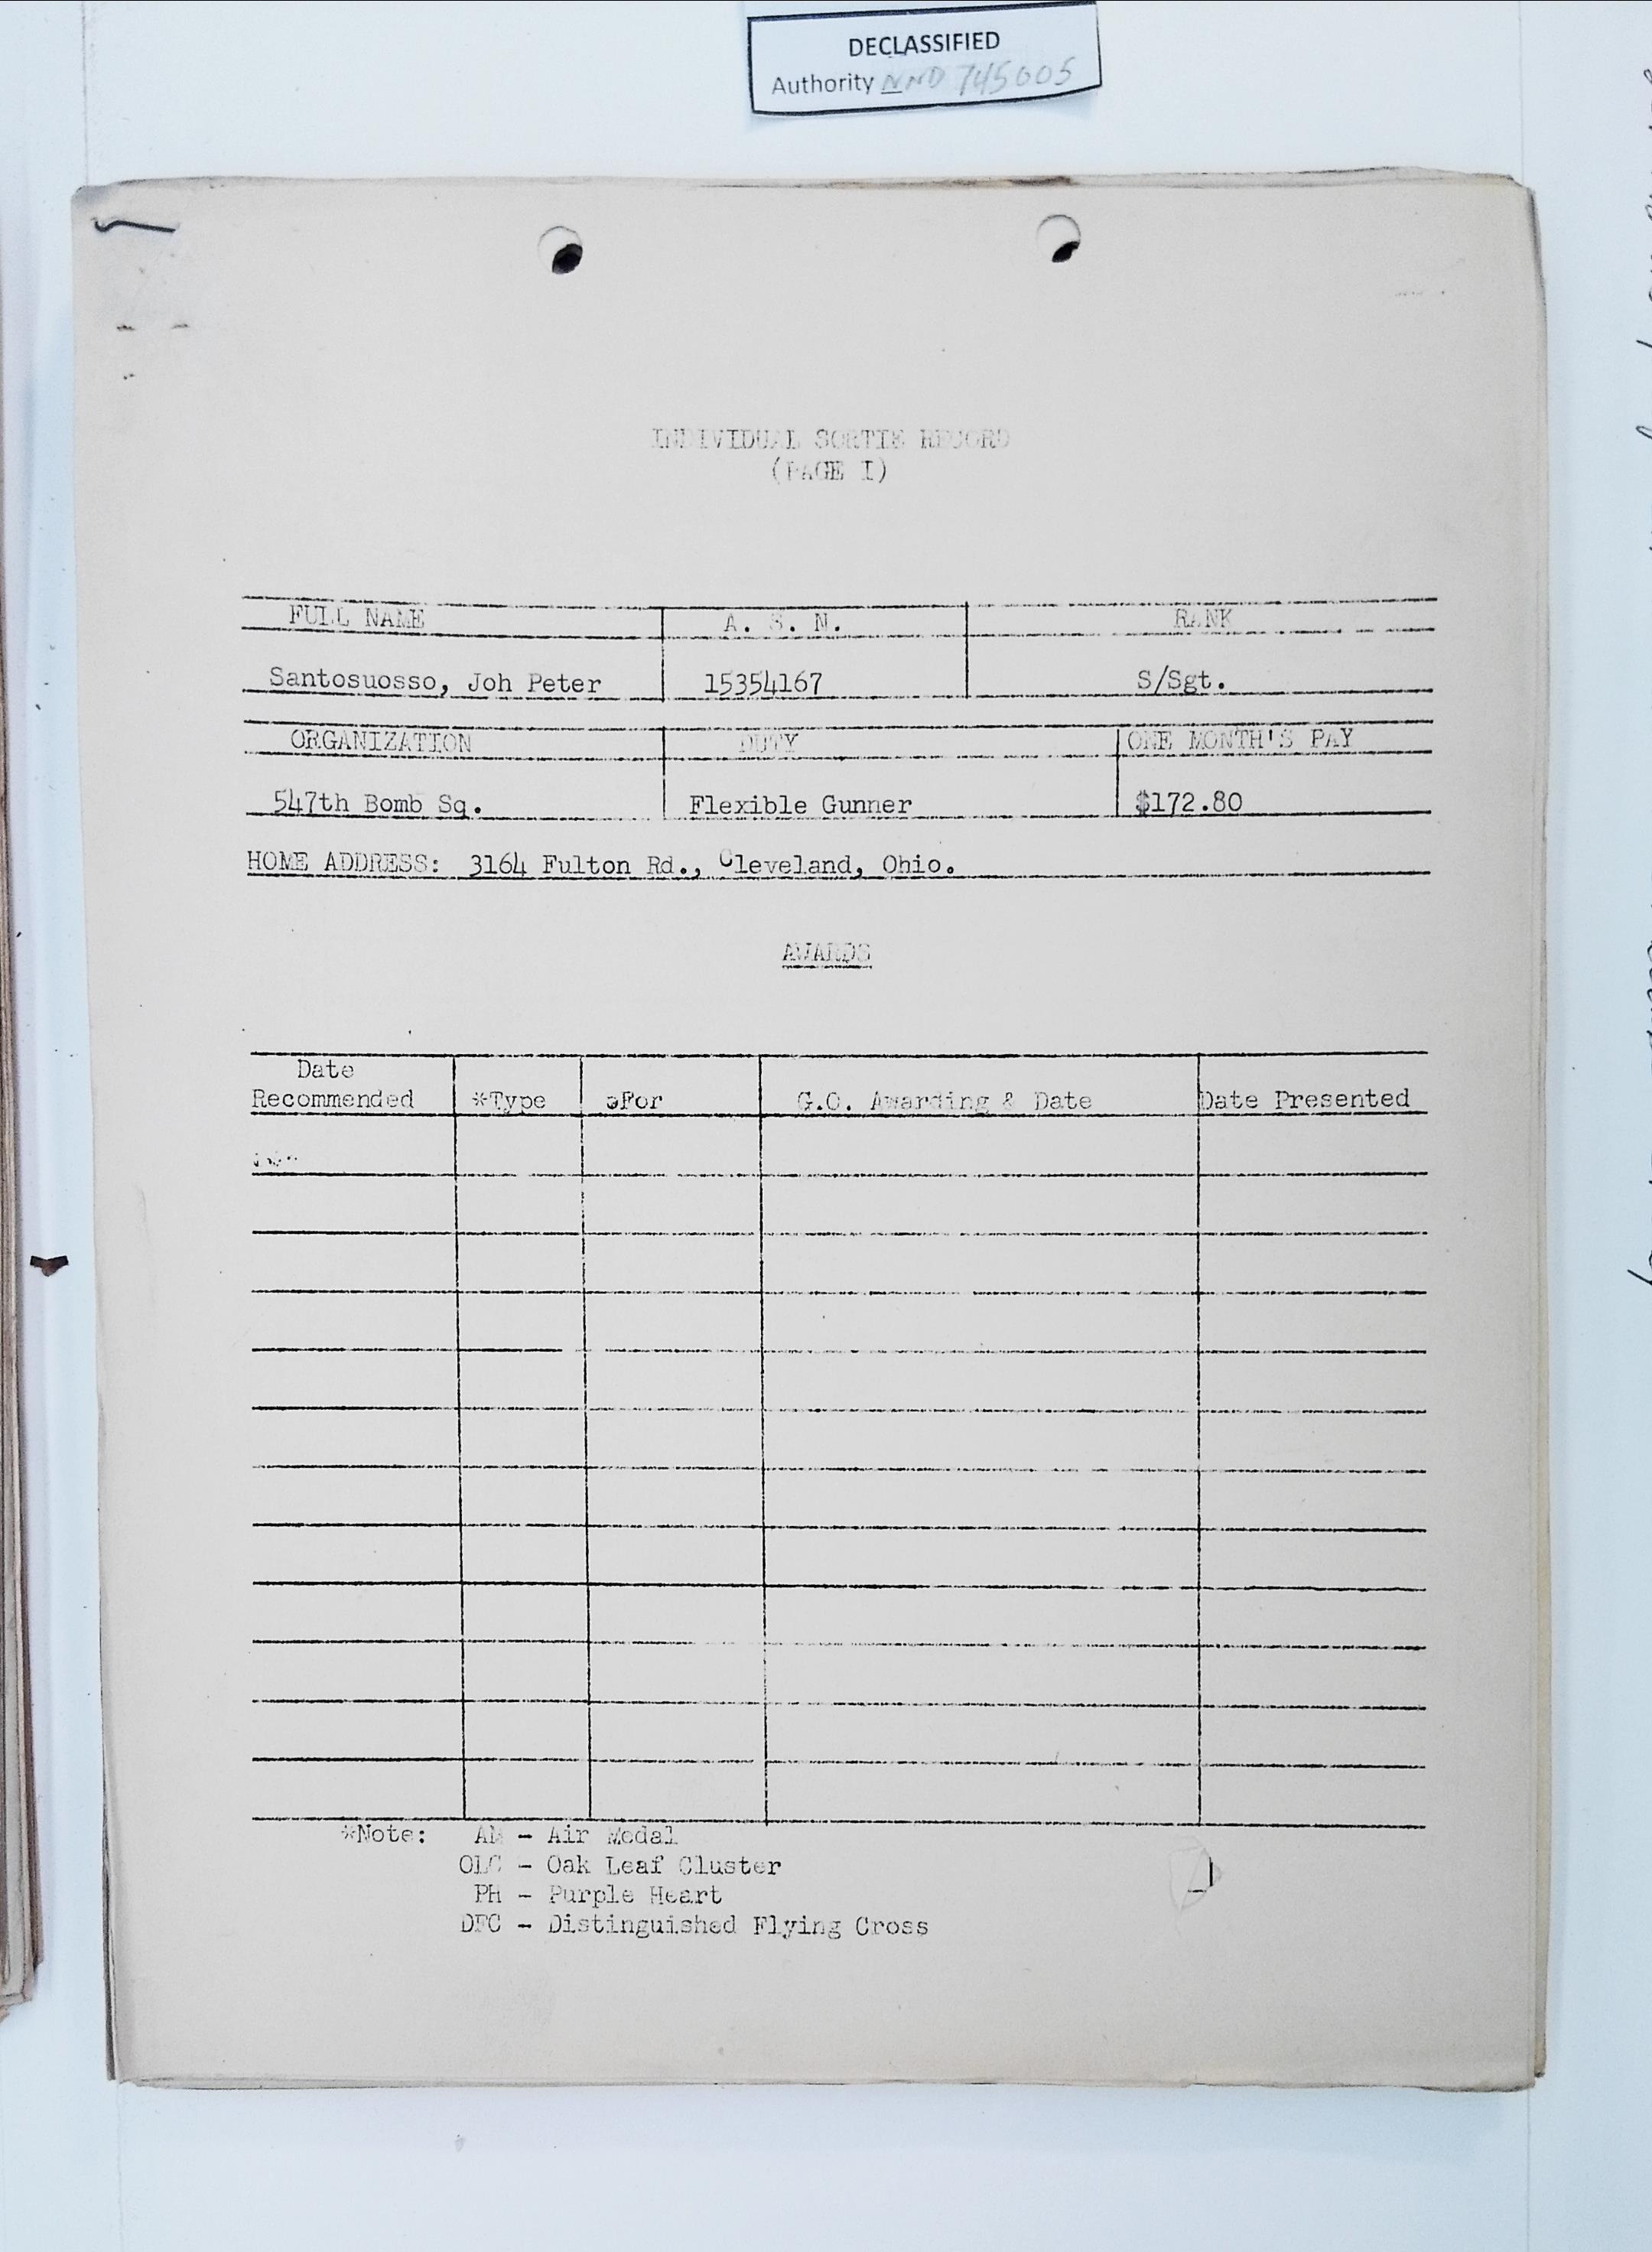 DECLASSIFIED
Authority NND 745005
INDIVIDUAL SORTIE RECORD
(PAGE I)
FULL NAME A. S. N. RANK
Santosuosso, Joh Peter 15354167 S/Sgt.
ORGANIZATION DUTY ONE MONTH'S PAY
547th Bomb Sq. Flexible Gunner $172.80
HOME ADDRESS: 3164 Fulton Rd., Cleveland, Ohio.
AWARDS
Date
Recommended *Type For G.O. Awarding & Date Date Presented
*Note: AM - Air Medal
OLC - Oak Leaf Cluster
PH - Purple Heart
DFC - Distinguished Flying Cross